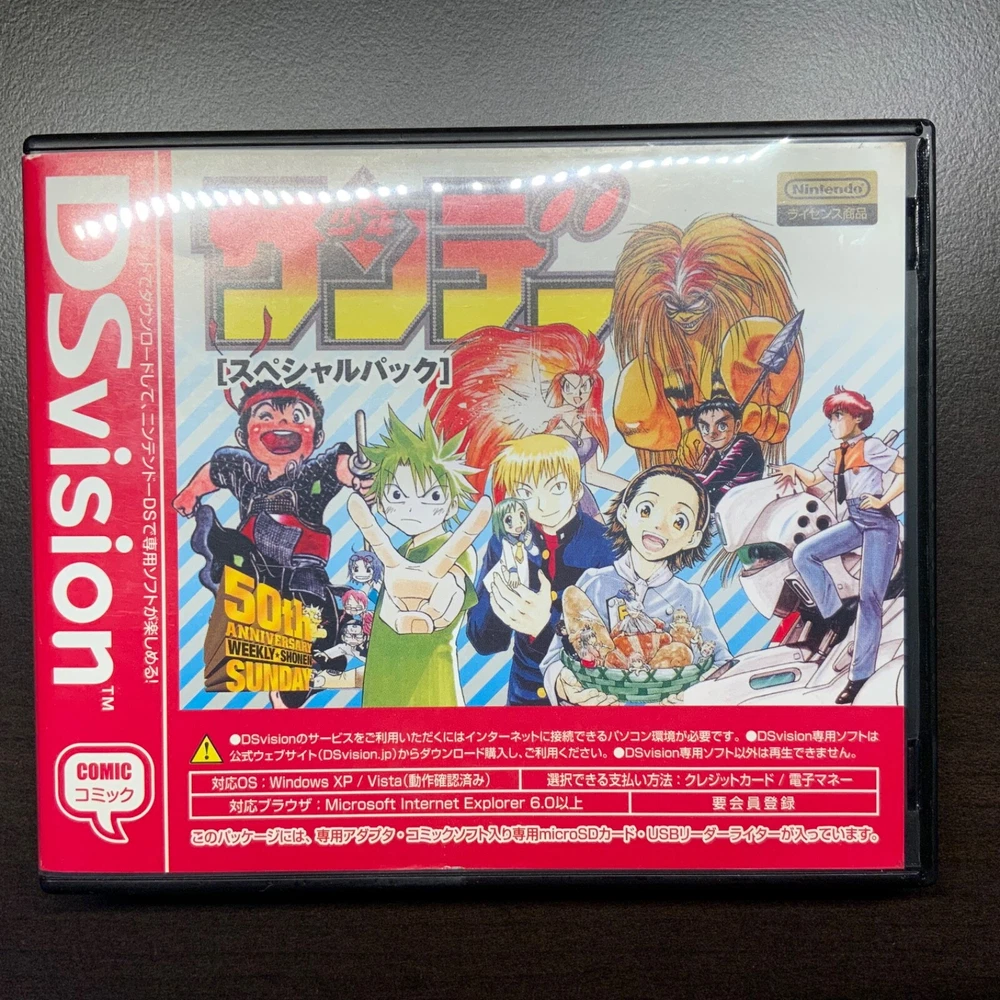 DSvision™
ードでダウンロードして、ニンテンドーDSで専用ソフトが楽しめる!
COMIC
コミック
少年
サンデー
[スペシャルパック]
Nintendo
ライセンス商品
50th
ANNIVERSARY
WEEKLY★SHONEN
SUNDAY
●DSvisionのサービスをご利用いただくにはインターネットに接続できるパソコン環境が必要です。●DSvision専用ソフトは
公式ウェブサイト(DSvision.jp)からダウンロード購入し、ご利用ください。●DSvision専用ソフト以外は再生できません。
対応OS:Windows XP / Vista(動作確認済み)
選択できる支払い方法:クレジットカード / 電子マネー
対応ブラウザ:Microsoft Internet Explorer 6.0以上
要会員登録
このパッケージには、専用アダプタ・コミックソフト入り専用microSDカード・USBリーダーライターが入っています。